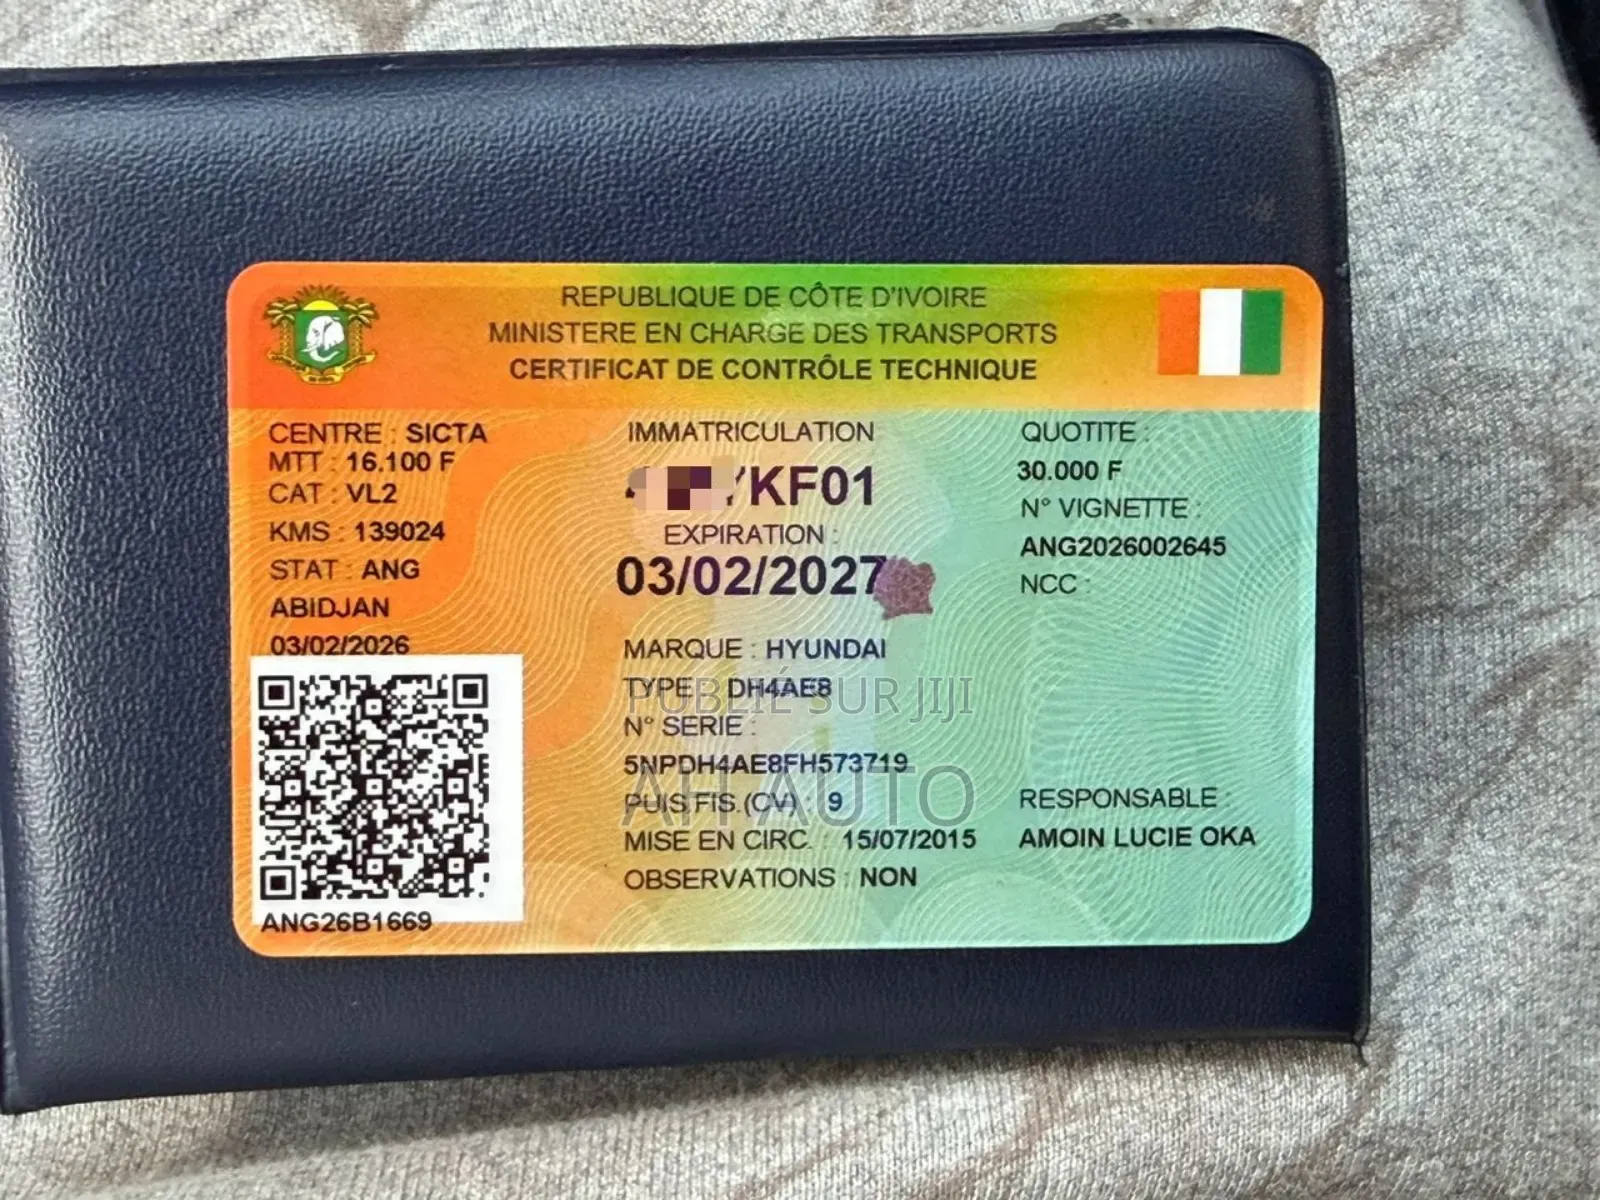 REPUBLIQUE DE CÔTE D'IVOIRE
MINISTERE EN CHARGE DES TRANSPORTS
CERTIFICAT DE CONTRÔLE TECHNIQUE
CENTRE : SICTA
MTT : 16.100 F
CAT : VL2
KMS : 139024
STAT : ANG
ABIDJAN
03/02/2026
ANG26B1669
IMMATRICULATION
KF01
EXPIRATION :
03/02/2027
MARQUE : HYUNDAI
TYPE : DH4AE8
N° SERIE :
5NPDH4AE8FH573719
PUIS.FIS.(CV) : 9
MISE EN CIRC. : 15/07/2015
OBSERVATIONS : NON
QUOTITE :
30.000 F
N° VIGNETTE :
ANG2026002645
NCC :
RESPONSABLE :
AMOIN LUCIE OKA
PUBLIÉ SUR JIJI
AH AUTO